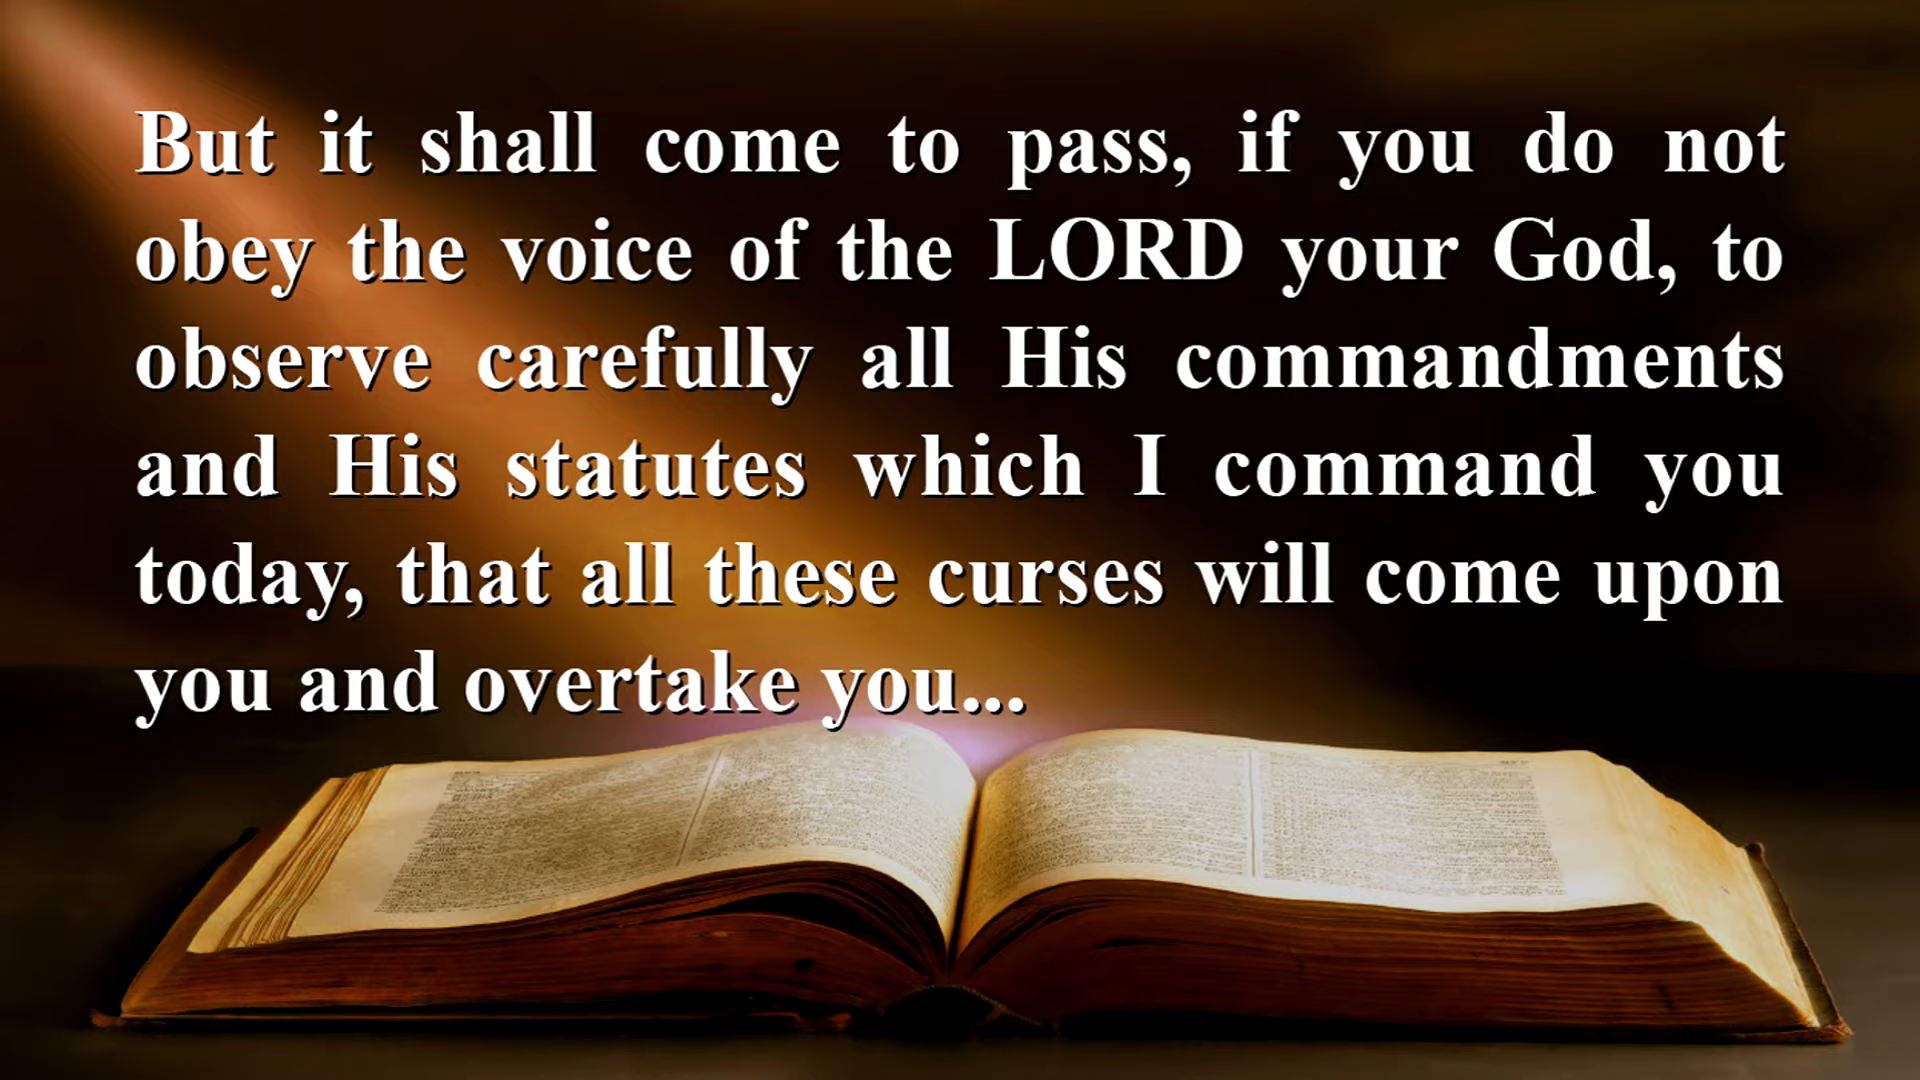 But it shall come to pass, if you do not
obey the voice of the LORD your God, to
observe carefully all His commandments
and His statutes which I command you
today, that all these curses will come upon
you and overtake you...